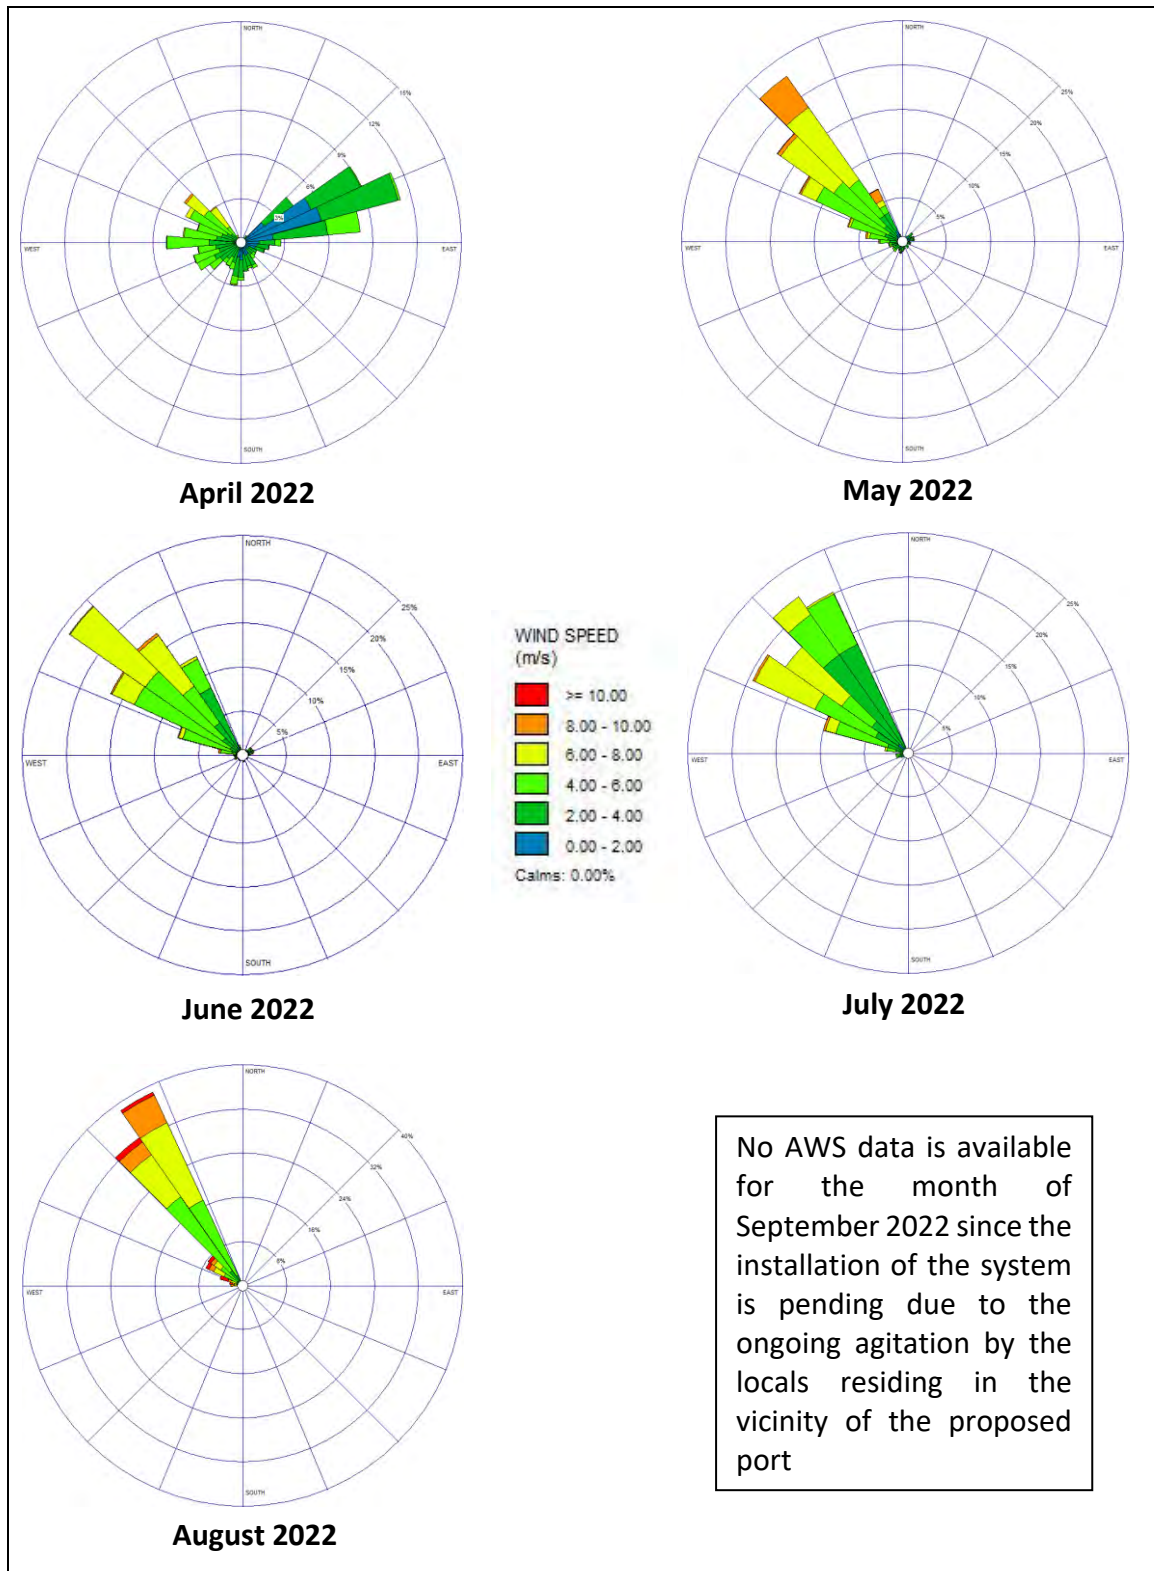 NORTH
15%
12%
9%
6%
3%
WEST
EAST
SOUTH
April 2022
NORTH
25%
20%
15%
10%
5%
WEST
EAST
SOUTH
May 2022
NORTH
25%
20%
15%
10%
5%
WEST
EAST
SOUTH
June 2022
WIND SPEED
(m/s)
>= 10.00
8.00 - 10.00
6.00 - 8.00
4.00 - 6.00
2.00 - 4.00
0.00 - 2.00
Calms: 0.00%
NORTH
25%
20%
15%
10%
5%
WEST
EAST
SOUTH
July 2022
NORTH
40%
32%
24%
16%
8%
WEST
EAST
SOUTH
August 2022
No AWS data is available
for the month of
September 2022 since the
installation of the system
is pending due to the
ongoing agitation by the
locals residing in the
vicinity of the proposed
port